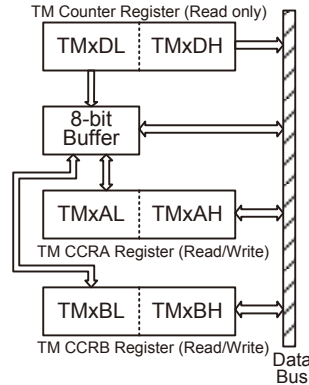 TM Counter Register (Read only)
TMxDL TMxDH
8-bit
Buffer
TMxAL TMxAH
TM CCRA Register (Read/Write)
TMxBL TMxBH
TM CCRB Register (Read/Write)
Data
Bus